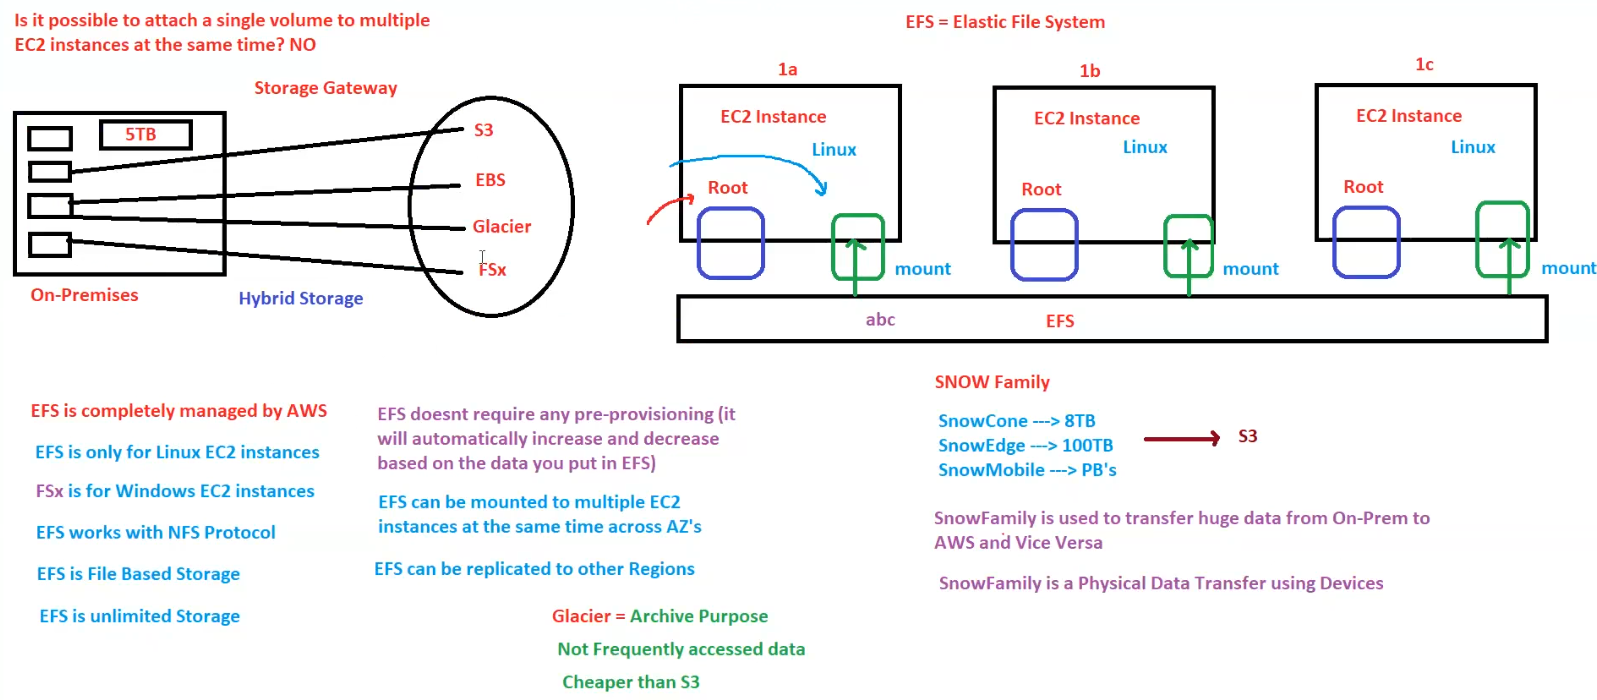 Is it possible to attach a single volume to multiple
EC2 instances at the same time? NO
Storage Gateway
5TB
S3
EBS
Glacier
FSx
On-Premises
Hybrid Storage
EFS = Elastic File System
1a
EC2 Instance
Linux
Root
mount
1b
EC2 Instance
Linux
Root
mount
1c
EC2 Instance
Linux
Root
mount
abc
EFS
EFS is completely managed by AWS
EFS is only for Linux EC2 instances
FSx is for Windows EC2 instances
EFS works with NFS Protocol
EFS is File Based Storage
EFS is unlimited Storage
EFS doesnt require any pre-provisioning (it
will automatically increase and decrease
based on the data you put in EFS)
EFS can be mounted to multiple EC2
instances at the same time across AZ's
EFS can be replicated to other Regions
Glacier = Archive Purpose
Not Frequently accessed data
Cheaper than S3
SNOW Family
SnowCone ---> 8TB
SnowEdge ---> 100TB
SnowMobile ---> PB's
S3
SnowFamily is used to transfer huge data from On-Prem to
AWS and Vice Versa
SnowFamily is a Physical Data Transfer using Devices